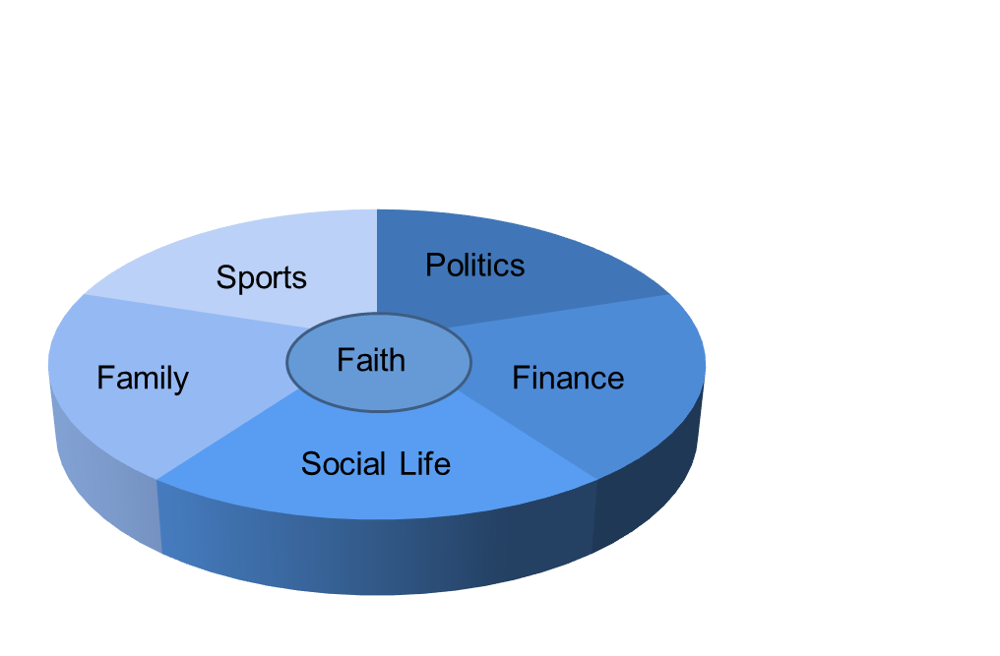 Politics
Sports
Faith
Family
Finance
Social Life